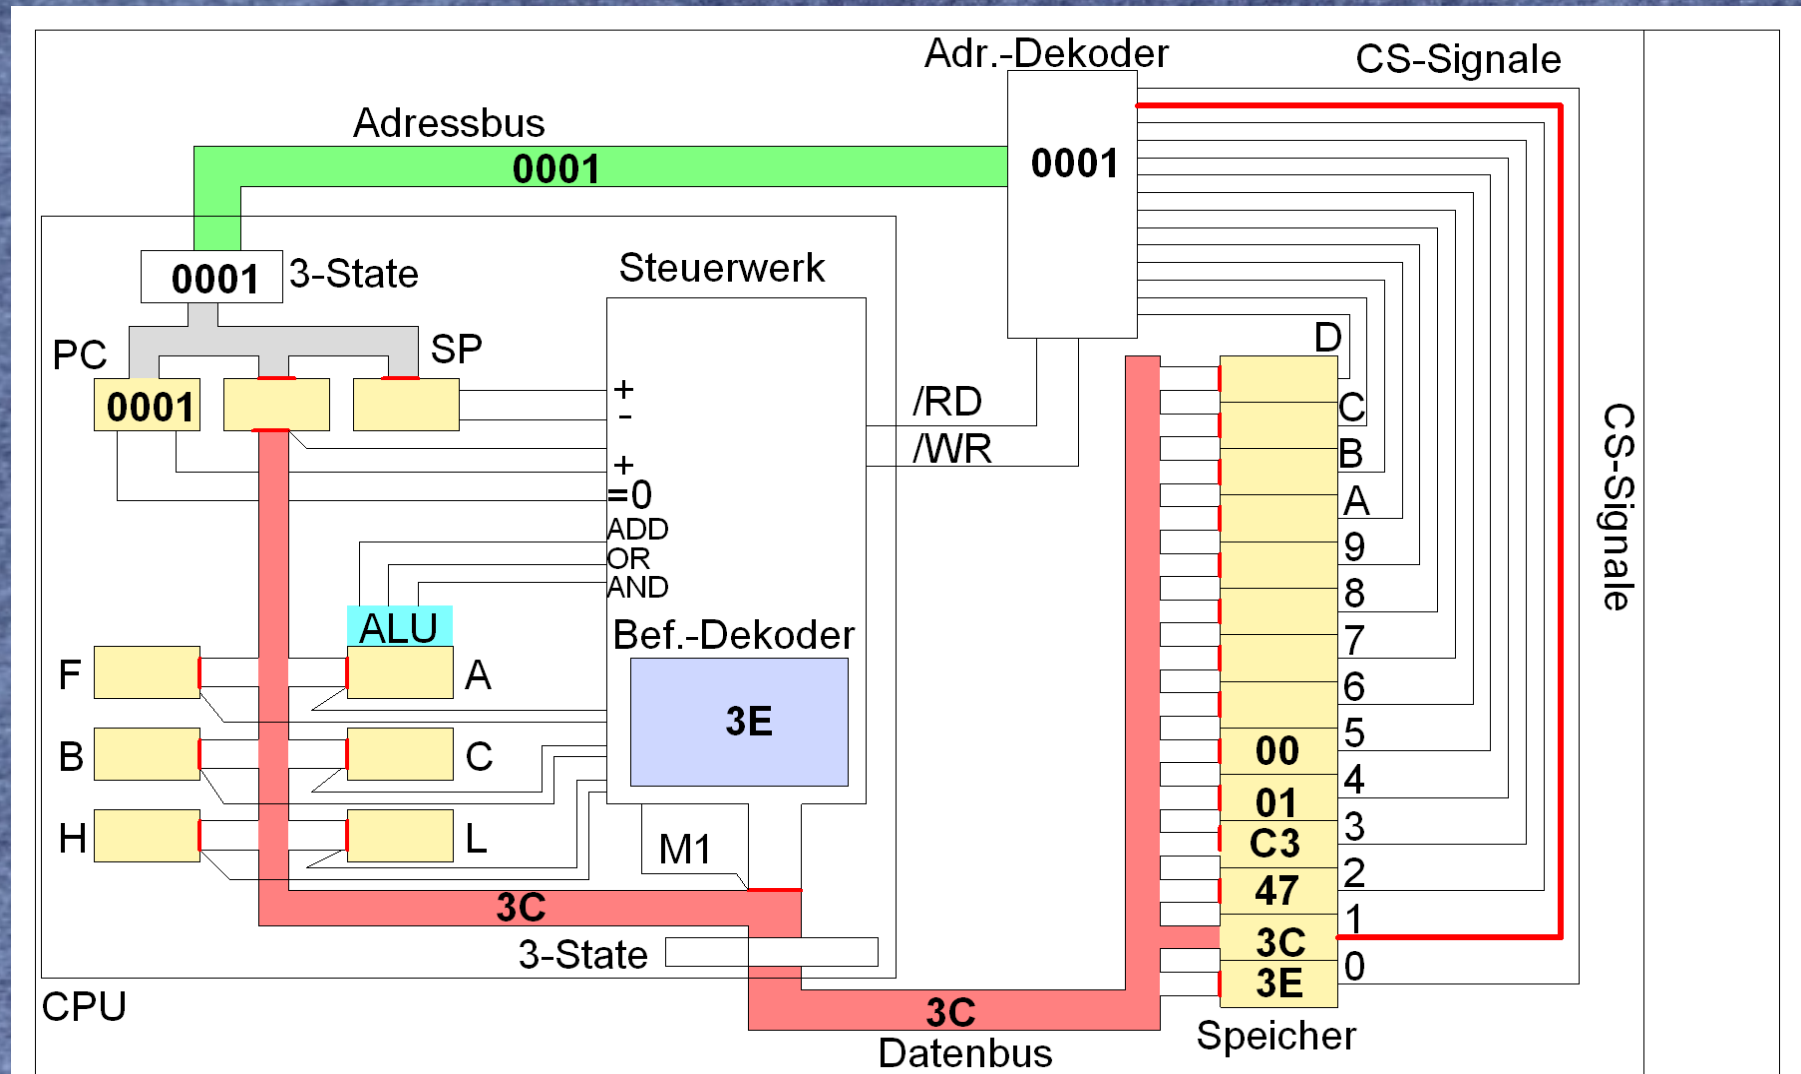 Adr.-Dekoder
CS-Signale
Adressbus
0001
0001
0001
3-State
Steuerwerk
PC
SP
0001
+
-
+
=0
ADD
OR
AND
/RD
/WR
ALU
Bef.-Dekoder
3E
F
A
B
C
H
L
M1
3C
3-State
CPU
3C
Datenbus
D
C
B
A
9
8
7
6
5
00
4
01
3
C3
2
47
1
3C
0
3E
Speicher
CS-Signale